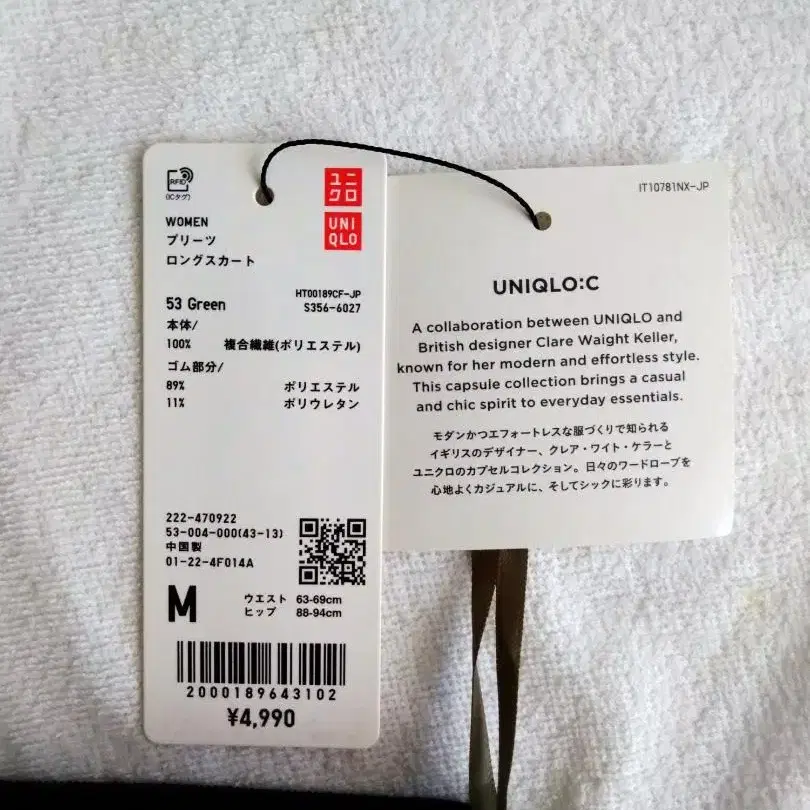 RFID
(ICタグ)
ユニ
クロ
UNI
QLO
WOMEN
プリーツ
ロングスカート
HT00189CF-JP
53 Green
S356-6027
本体/
100% 複合繊維(ポリエステル)
ゴム部分/
89% ポリエステル
11% ポリウレタン
222-470922
53-004-000(43-13)
中国製
01-22-4F014A
M
ウエスト 63-69cm
ヒップ 88-94cm
2000189643102
¥4,990
IT10781NX-JP
UNIQLO:C
A collaboration between UNIQLO and
British designer Clare Waight Keller,
known for her modern and effortless style.
This capsule collection brings a casual
and chic spirit to everyday essentials.
モダンかつエフォートレスな服づくりで知られる
イギリスのデザイナー、クレア・ワイト・ケラーと
ユニクロのカプセルコレクション。日々のワードローブを
心地よくカジュアルに、そしてシックに彩ります。